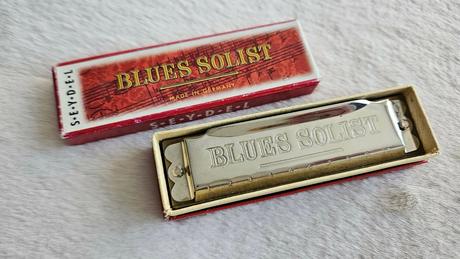 S·E·Y·D·E·L
BLUES SOLIST
MADE IN GERMANY
BLUES SOLIST